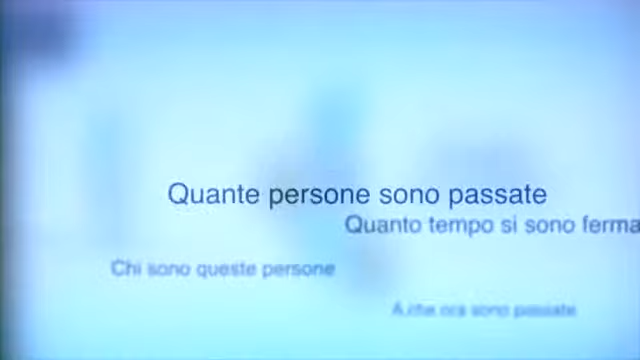 Quante persone sono passate
Quanto tempo si sono ferma
Chi sono queste persone
A che ora sono passate